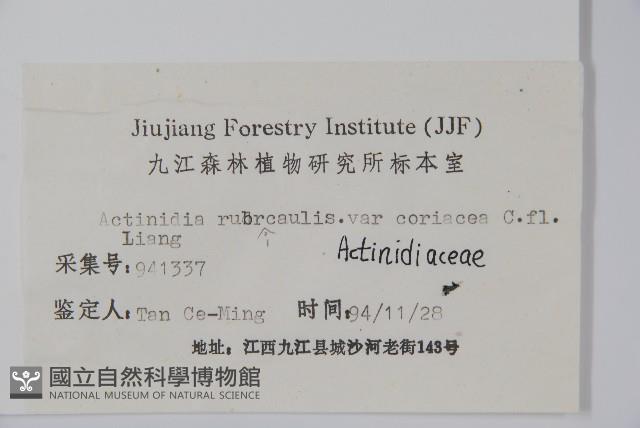 Jiujiang Forestry Institute (JJF)
九江森林植物研究所标本室
Actinidia rubrcaulis.var coriacea C.fl.
Liang
Actinidiaceae
采集号:941337
鉴定人:Tan Ce-Ming 时间:94/11/28
地址: 江西九江县城沙河老街143号
國立自然科學博物館
NATIONAL MUSEUM OF NATURAL SCIENCE